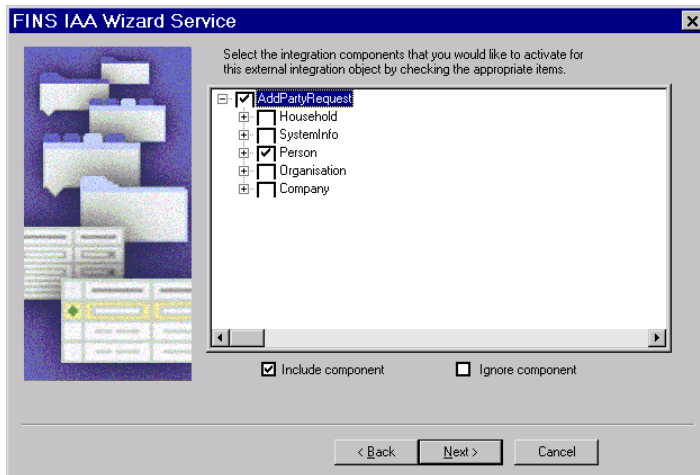 FINS IAA Wizard Service
Select the integration components that you would like to activate for
this external integration object by checking the appropriate items.
AddPartyRequest
Household
SystemInfo
Person
Organisation
Company
Include component
Ignore component
< Back
Next >
Cancel